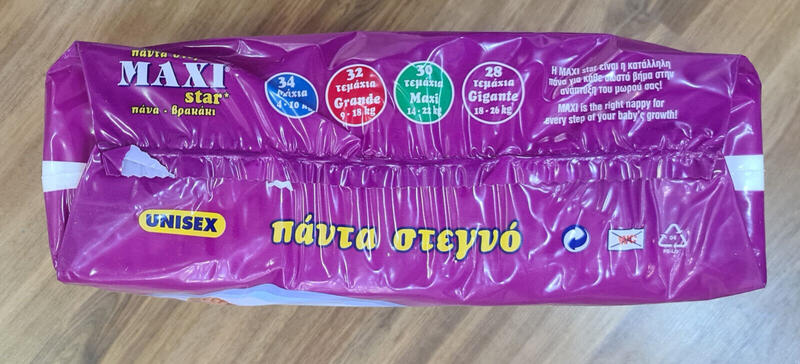 πάντα
MAXI
star
πάνα - βρακάκι
34
4 - 10
32
τεμάχια
Grande
9 - 18 kg
30
τεμάχια
Maxi
14 - 22 kg
28
τεμάχια
Gigante
18 - 26 kg
Η MAXI star είναι η κατάλληλη
πάνα για κάθε σωστό βήμα στην
ανάπτυξη του μωρού σας!
MAXI is the right nappy for
every step of your baby's growth!
UNISEX
πάντα στεγνό
WC